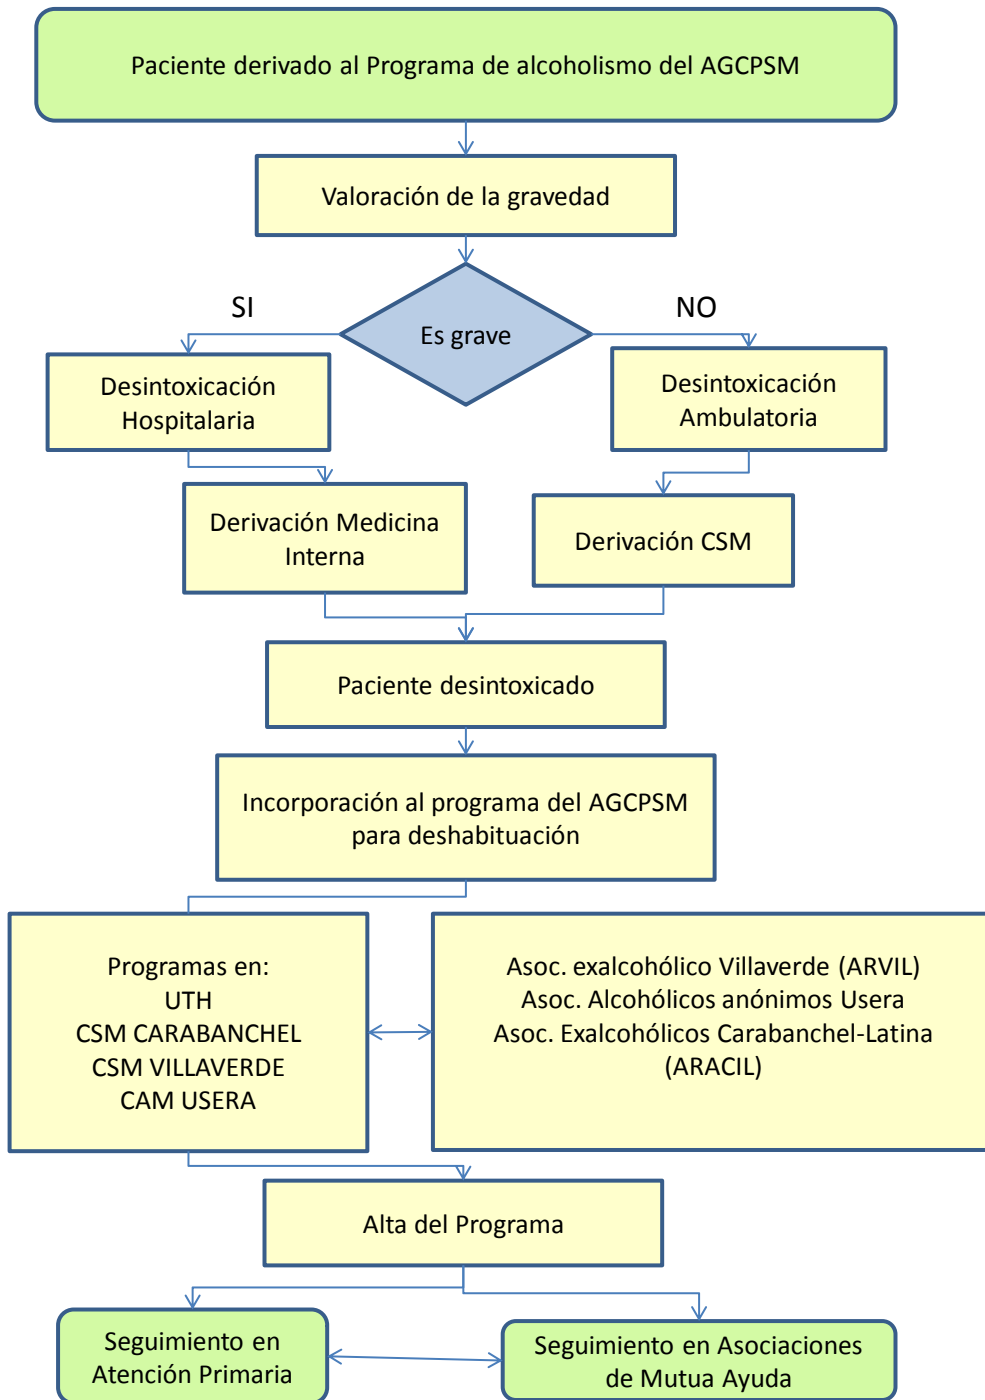 Paciente derivado al Programa de alcoholismo del AGCPSM
Valoración de la gravedad
SI
NO
Es grave
Desintoxicación
Hospitalaria
Desintoxicación
Ambulatoria
Derivación Medicina
Interna
Derivación CSM
Paciente desintoxicado
Incorporación al programa del AGCPSM
para deshabituación
Programas en:
UTH
CSM CARABANCHEL
CSM VILLAVERDE
CAM USERA
Asoc. exalcohólico Villaverde (ARVIL)
Asoc. Alcohólicos anónimos Usera
Asoc. Exalcohólicos Carabanchel-Latina
(ARACIL)
Alta del Programa
Seguimiento en
Atención Primaria
Seguimiento en Asociaciones
de Mutua Ayuda